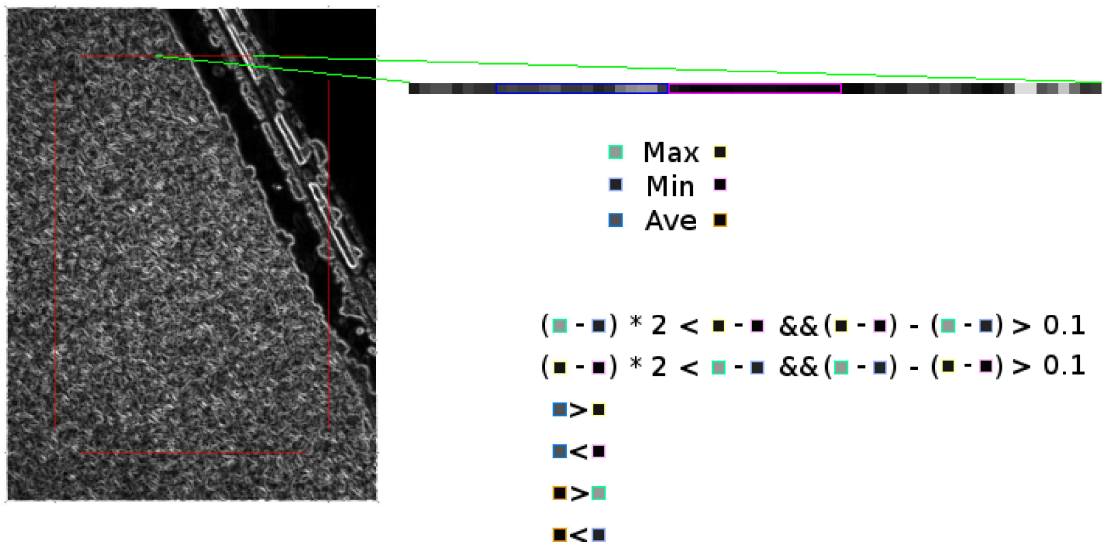 Max
Min
Ave
( - ) * 2 < - && ( - ) - ( - ) > 0.1
( - ) * 2 < - && ( - ) - ( - ) > 0.1
>
<
>
<